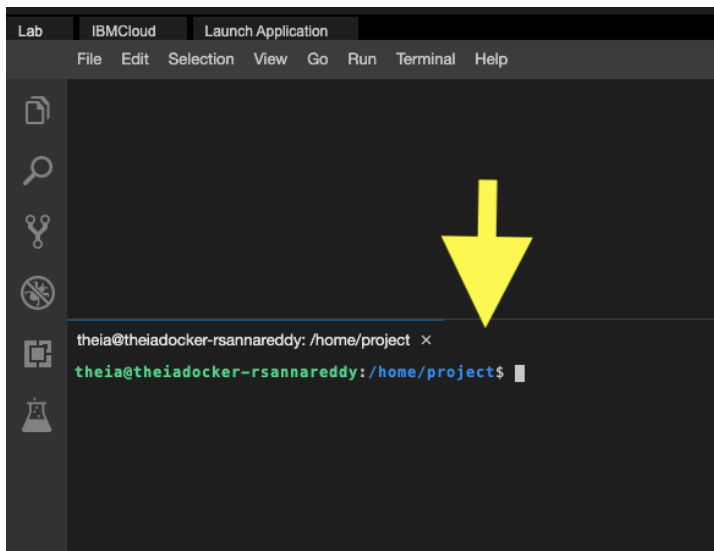 Lab IBMCloud Launch Application
File Edit Selection View Go Run Terminal Help
theia@theiadocker-rsannareddy: /home/project ×
theia@theiadocker-rsannareddy:/home/project$